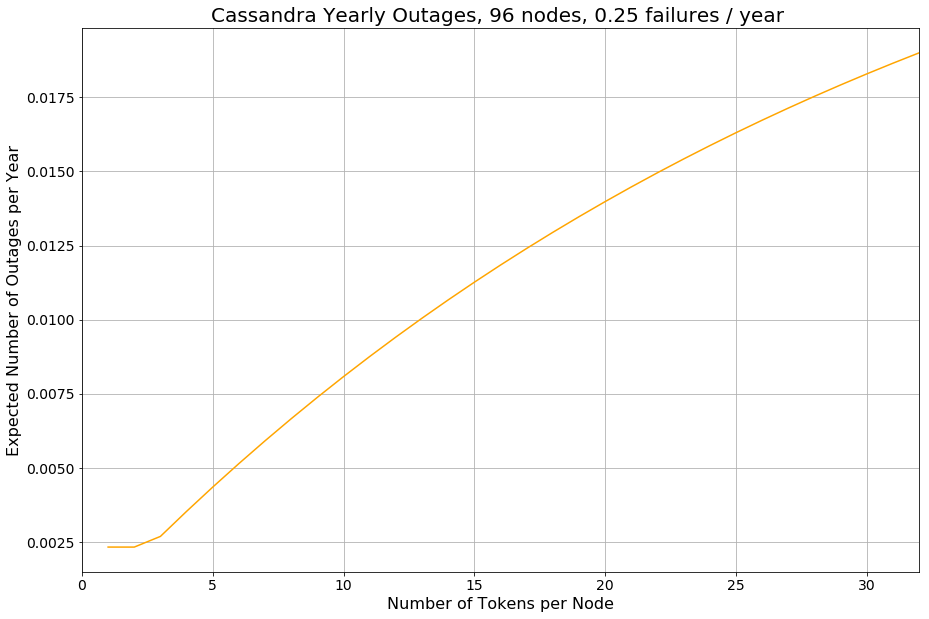 Cassandra Yearly Outages, 96 nodes, 0.25 failures / year
Expected Number of Outages per Year
0.0175
0.0150
0.0125
0.0100
0.0075
0.0050
0.0025
0 5 10 15 20 25 30
Number of Tokens per Node